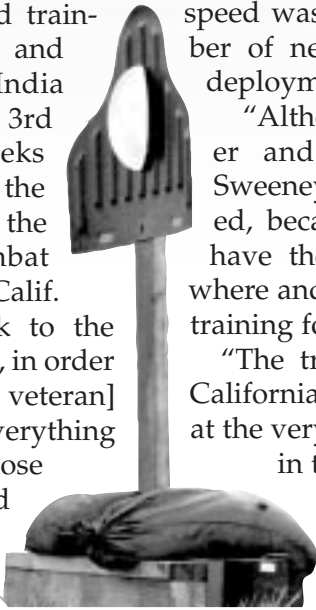 d train-
and
India
3rd
eks
the
the
mbat
Calif.
k to the
, in order
veteran]
verything
ose
d
speed was
ber of ne
deploym
“Altho
er and
Sweeney
ed, beca
have the
where and
training fo
“The tr
California
at the very
in t